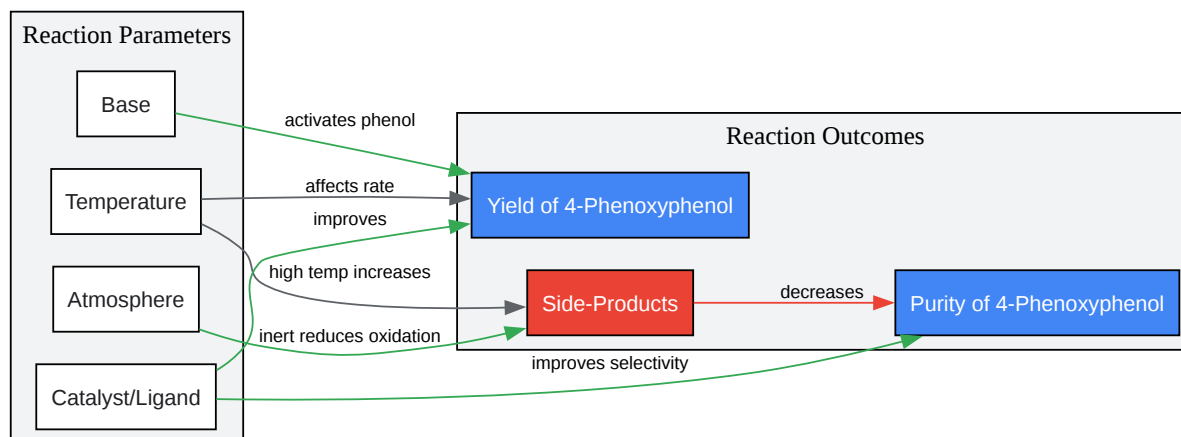 Reaction Parameters
Base
Temperature
Atmosphere
Catalyst/Ligand
activates phenol
affects rate
improves
high temp increases
inert reduces oxidation
improves selectivity
Reaction Outcomes
Yield of 4-Phenoxyphenol
Side-Products
decreases
Purity of 4-Phenoxyphenol